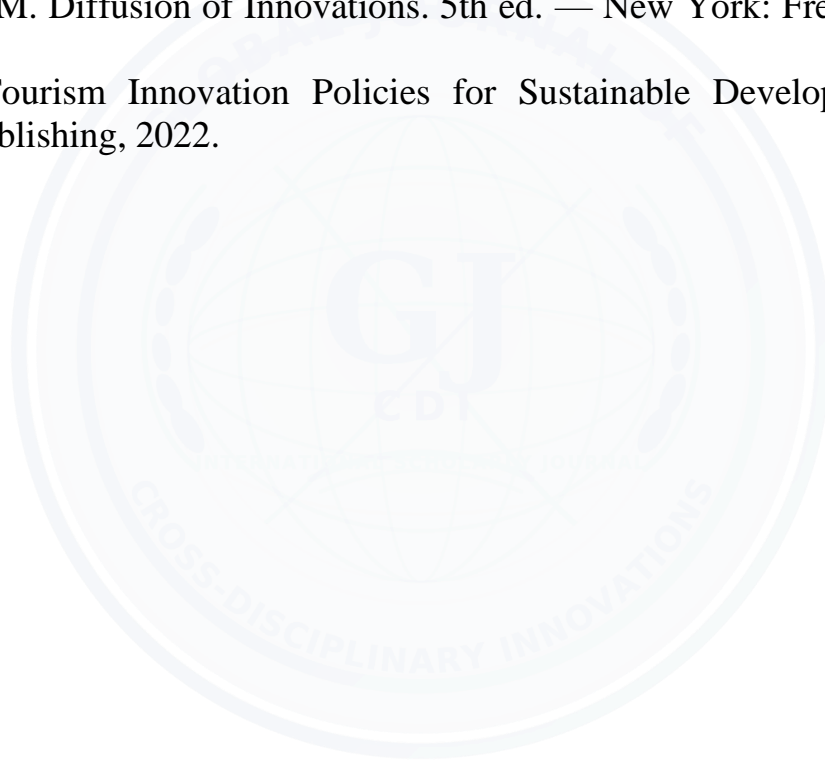 M. Diffusion of Innovations. 5th ed. — New York: Fre
ourism Innovation Policies for Sustainable Develop
blishing, 2022.
GJ
CDI
CROSS-DISCIPLINARY INNOVATIONS